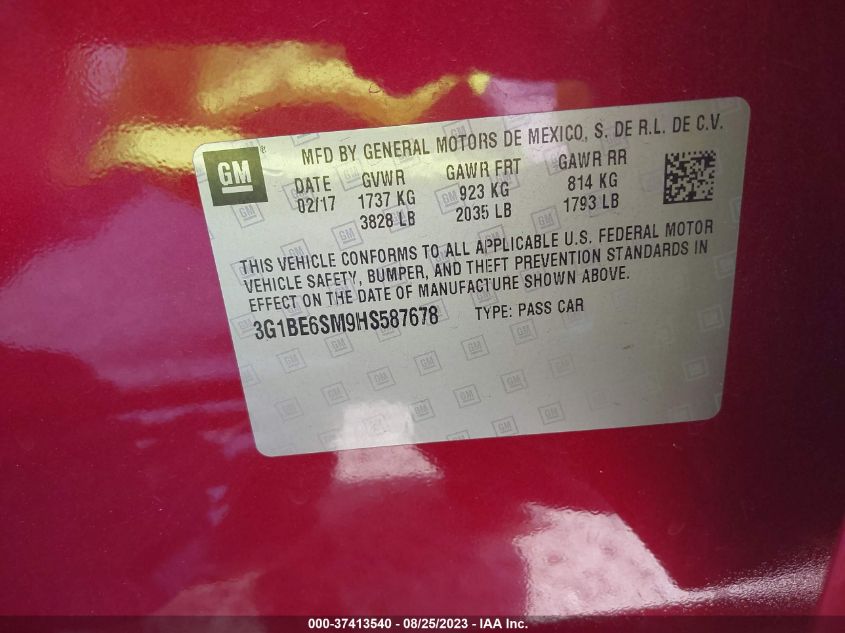 GM ® MFD BY GENERAL MOTORS DE MEXICO, S. DE R.L. DE C.V.
DATE GVWR GAWR FRT GAWR RR
02/17 1737 KG 923 KG 814 KG
3828 LB 2035 LB 1793 LB
THIS VEHICLE CONFORMS TO ALL APPLICABLE U.S. FEDERAL MOTOR
VEHICLE SAFETY, BUMPER, AND THEFT PREVENTION STANDARDS IN
EFFECT ON THE DATE OF MANUFACTURE SHOWN ABOVE.
3G1BE6SM9HS587678 TYPE: PASS CAR
000-37413540 - 08/25/2023 - IAA Inc.